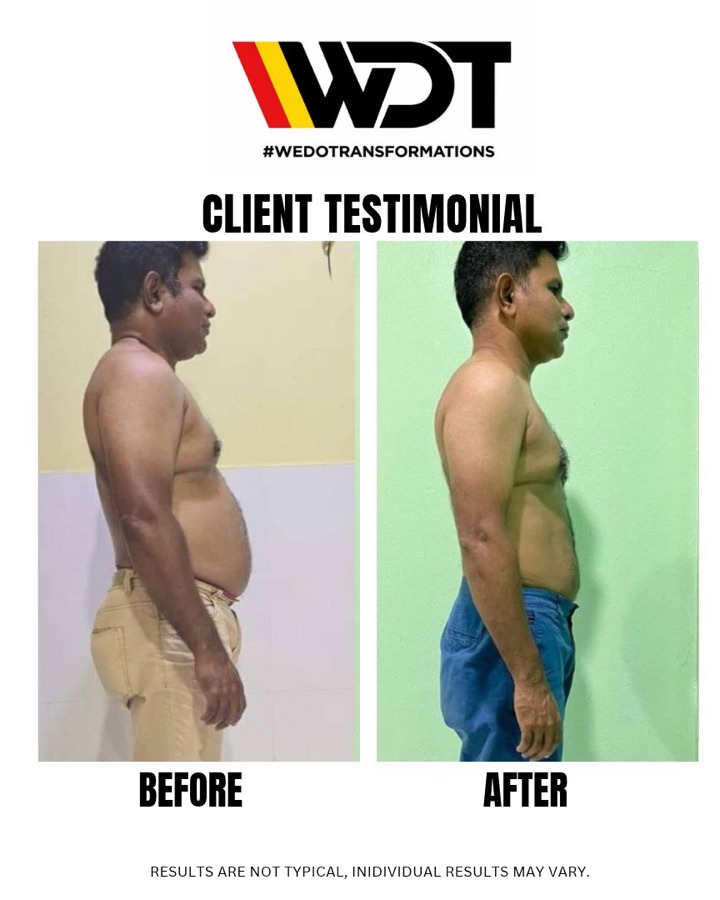 WDT
#WEDOTRANSFORMATIONS
CLIENT TESTIMONIAL
BEFORE
AFTER
RESULTS ARE NOT TYPICAL, INIDIVIDUAL RESULTS MAY VARY.